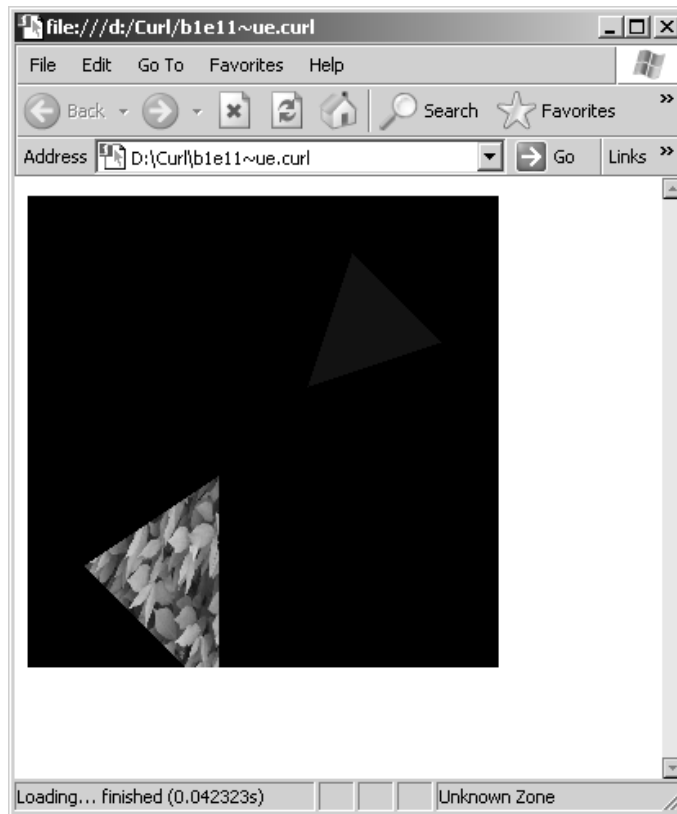 file:///d:/Curl/b1e11~ue.curl
File Edit Go To Favorites Help
Back Search Favorites »
Address D:\Curl\b1e11~ue.curl Go Links »
Loading... finished (0.042323s) Unknown Zone